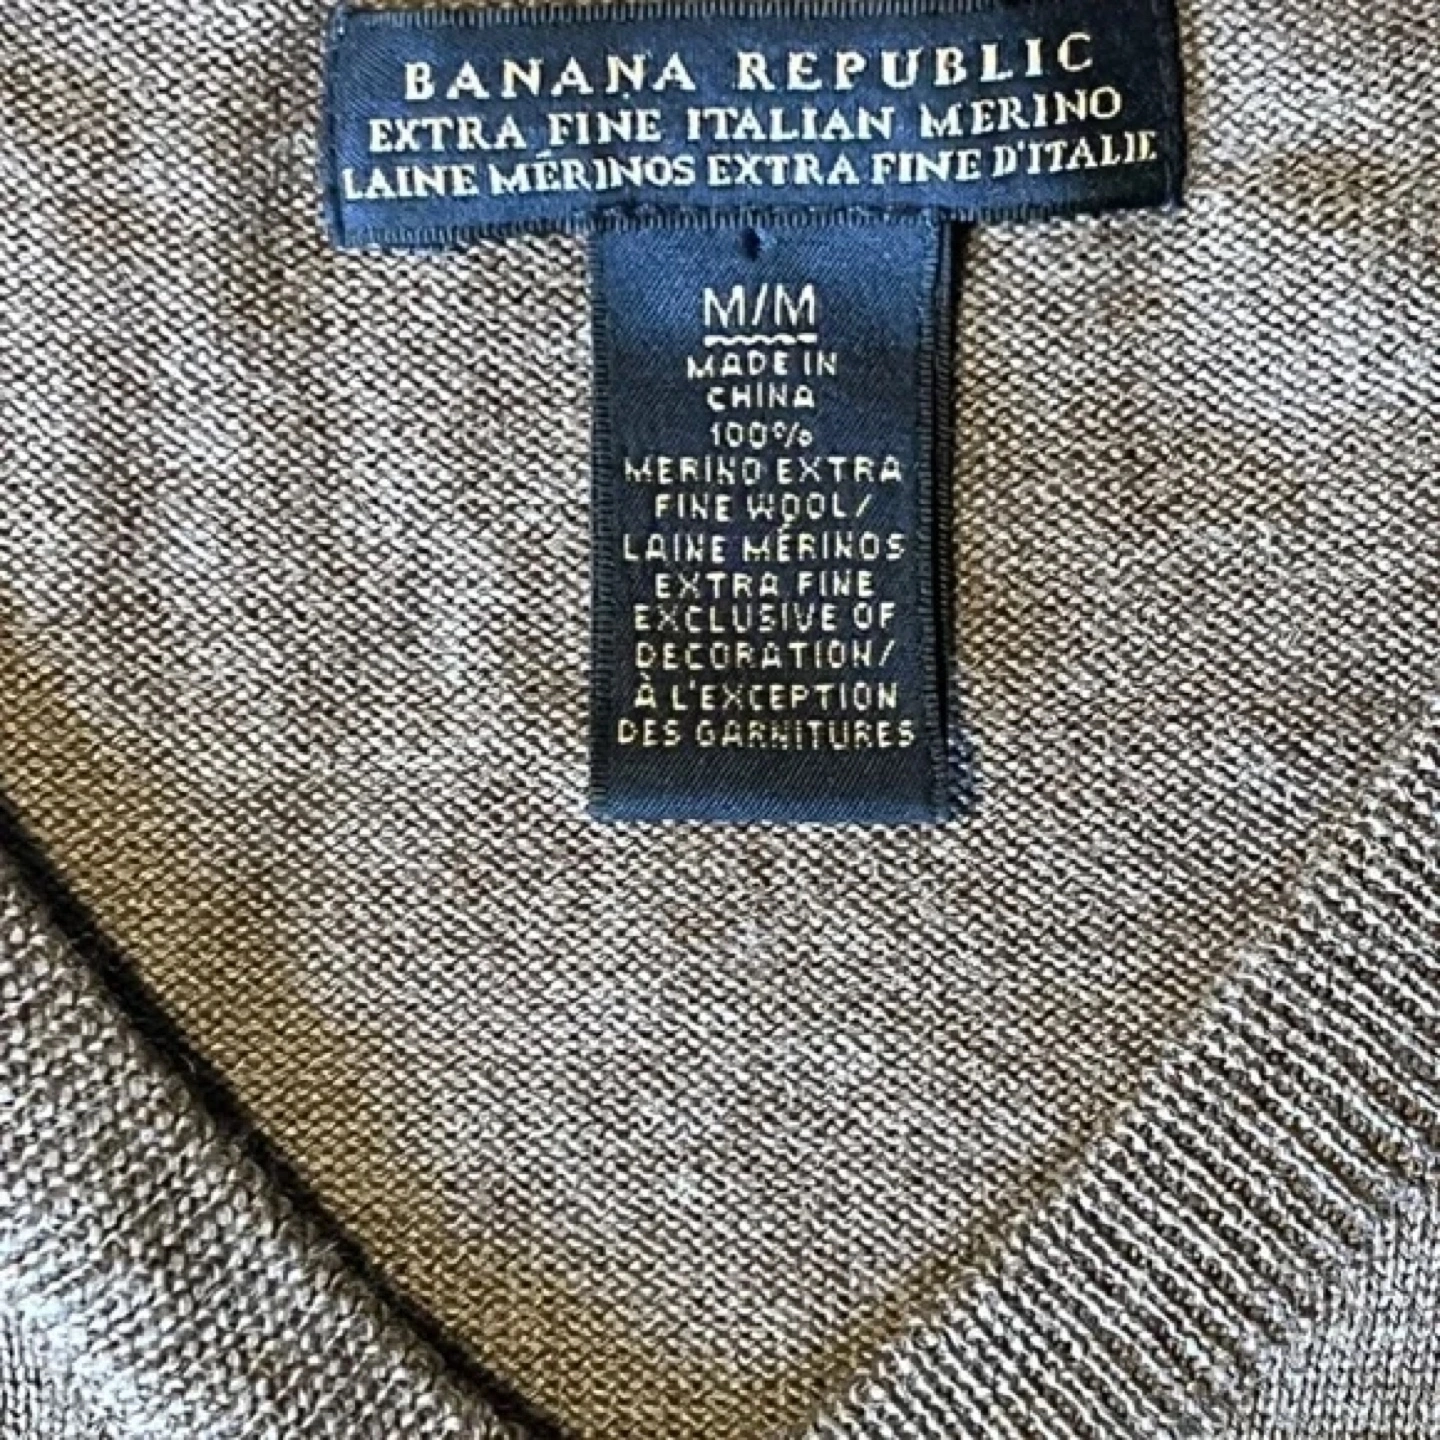 BANANA REPUBLIC
EXTRA FINE ITALIAN MERINO
LAINE MÉRINOS EXTRA FINE D'ITALIE
M/M
MADE IN
CHINA
100%
MERINO EXTRA
FINE WOOL/
LAINE MÉRINOS
EXTRA FINE
EXCLUSIVE OF
DECORATION/
À L'EXCEPTION
DES GARNITURES